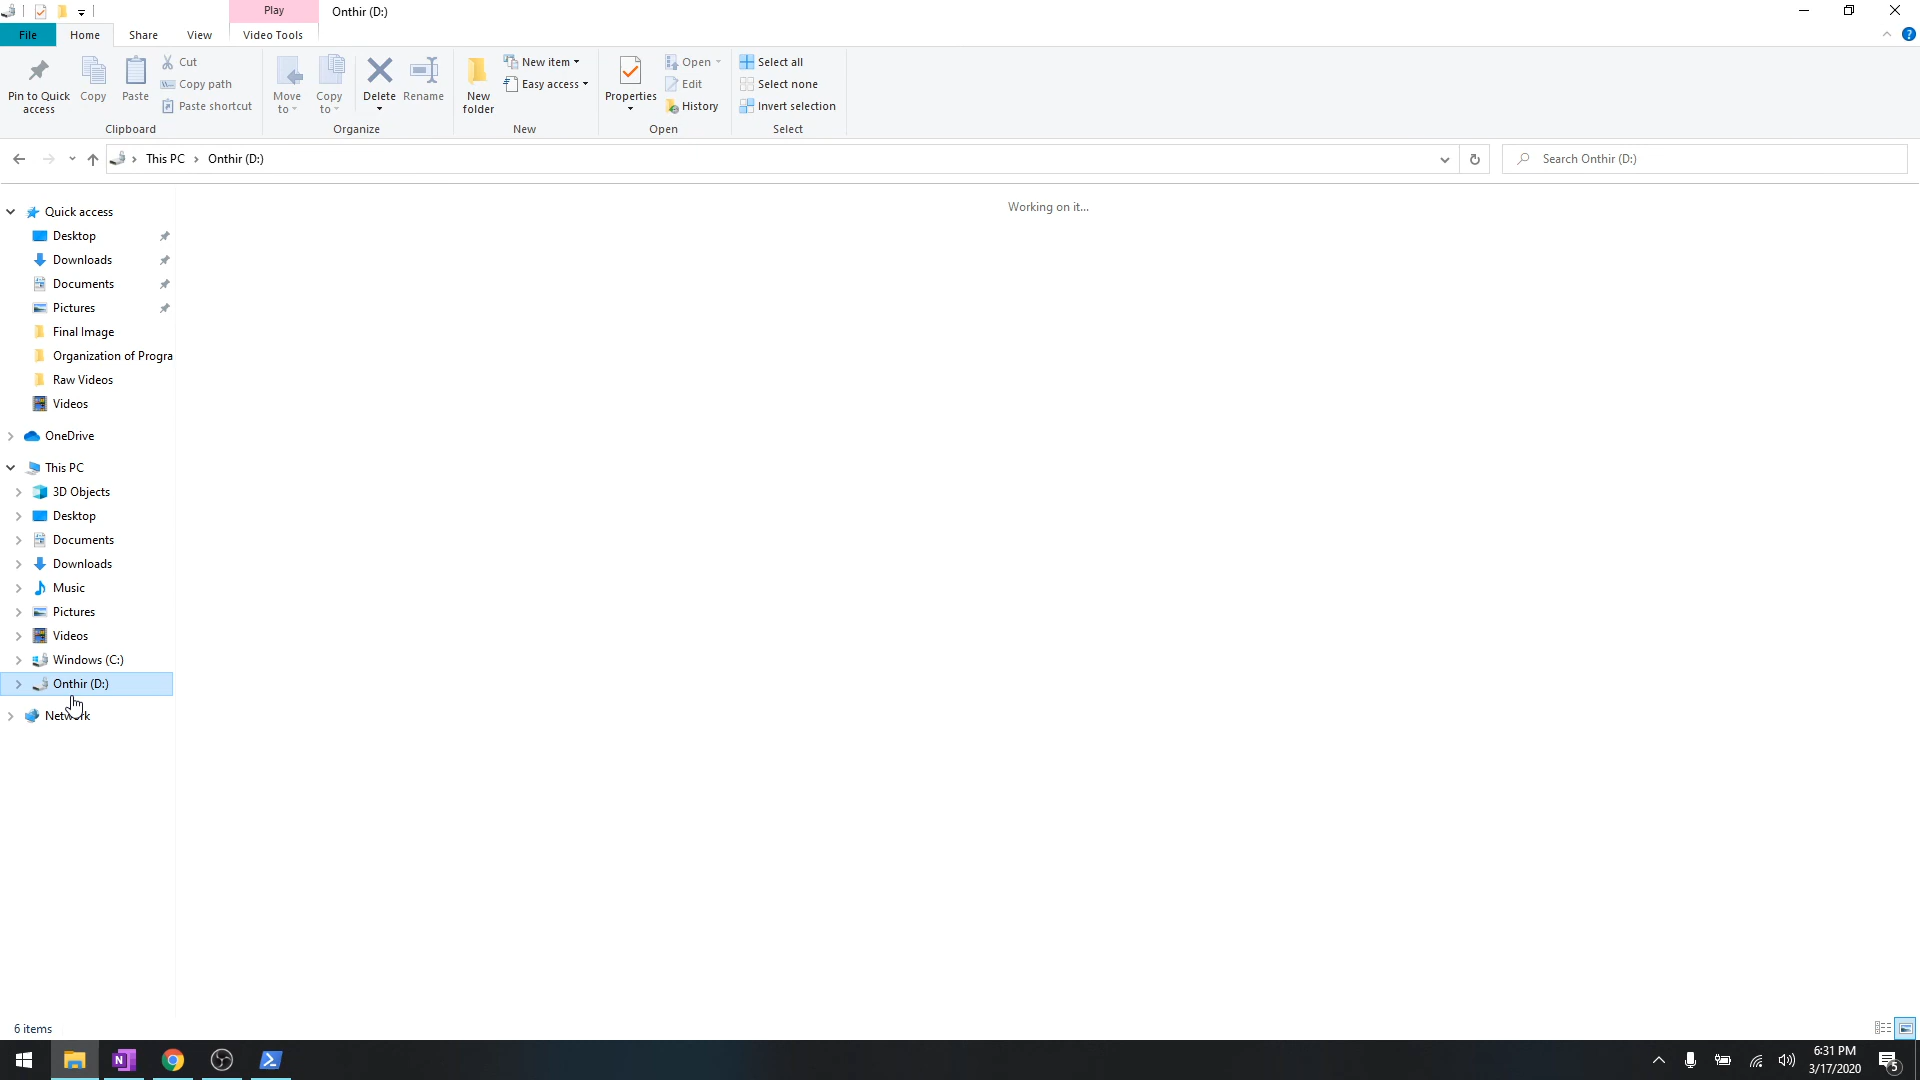 Play
Onthir (D:)
File
Home
Share
View
Video Tools
Pin to Quick access
Copy
Paste
Cut
Copy path
Paste shortcut
Clipboard
Move to
Copy to
Delete
Rename
Organize
New folder
New item
Easy access
New
Properties
Open
Edit
History
Open
Select all
Select none
Invert selection
Select
This PC
Onthir (D:)
Search Onthir (D:)
Working on it...
Quick access
Desktop
Downloads
Documents
Pictures
Final Image
Organization of Progra
Raw Videos
Videos
OneDrive
This PC
3D Objects
Desktop
Documents
Downloads
Music
Pictures
Videos
Windows (C:)
Onthir (D:)
Network
6 items
6:31 PM
3/17/2020
5